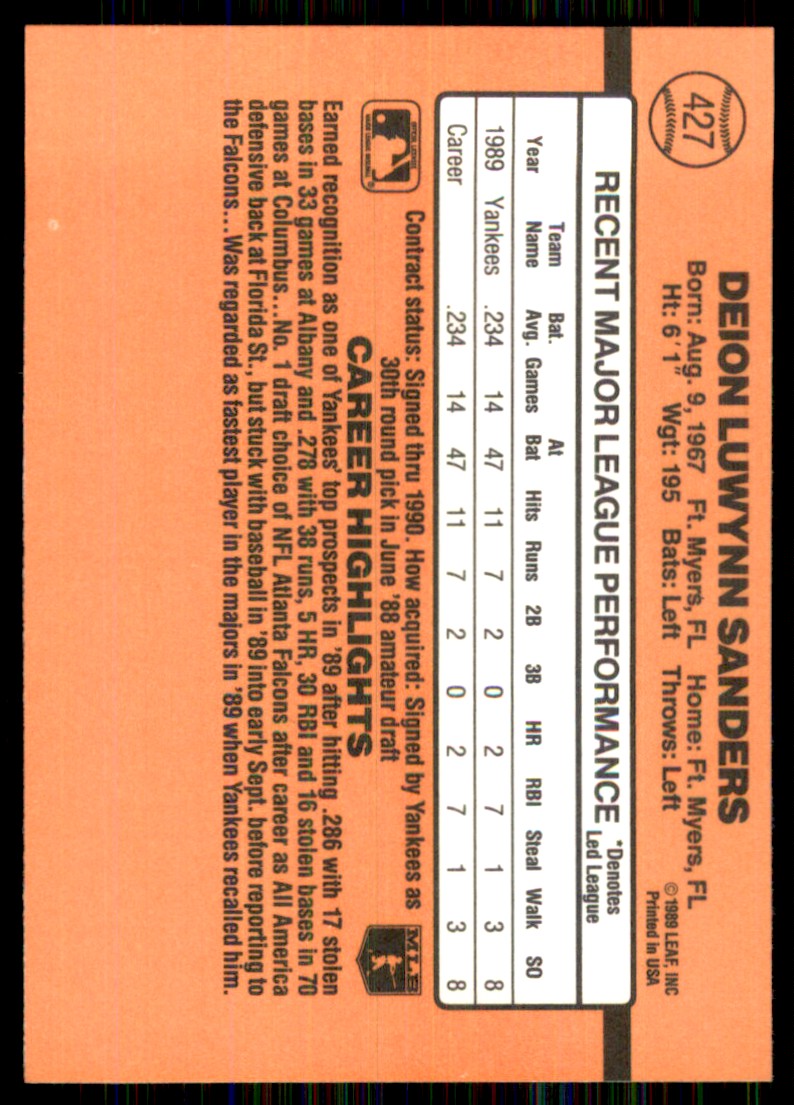 427
DEION LUWYNN SANDERS
Born: Aug. 9, 1967 Ft. Myers, FL Home: Ft. Myers, FL
Ht: 6'1" Wgt: 195 Bats: Left Throws: Left
©1989 LEAF, INC
Printed in USA
RECENT MAJOR LEAGUE PERFORMANCE *Denotes
Led League
Year Team Name Bat. Avg. Games At Bat Hits Runs 2B 3B HR RBI Steal Walk SO
1989 Yankees .234 14 47 11 7 2 0 2 7 1 3 8
Career .234 14 47 11 7 2 0 2 7 1 3 8
Contract status: Signed thru 1990. How acquired: Signed by Yankees as
30th round pick in June '88 amateur draft
MLB
CAREER HIGHLIGHTS
Earned recognition as one of Yankees' top prospects in '89 after hitting .286 with 17 stolen
bases in 33 games at Albany and .278 with 38 runs, 5 HR, 30 RBI and 16 stolen bases in 70
games at Columbus...No. 1 draft choice of NFL Atlanta Falcons after career as All America
defensive back at Florida St., but stuck with baseball in '89 into early Sept. before reporting to
the Falcons...Was regarded as fastest player in the majors in '89 when Yankees recalled him.